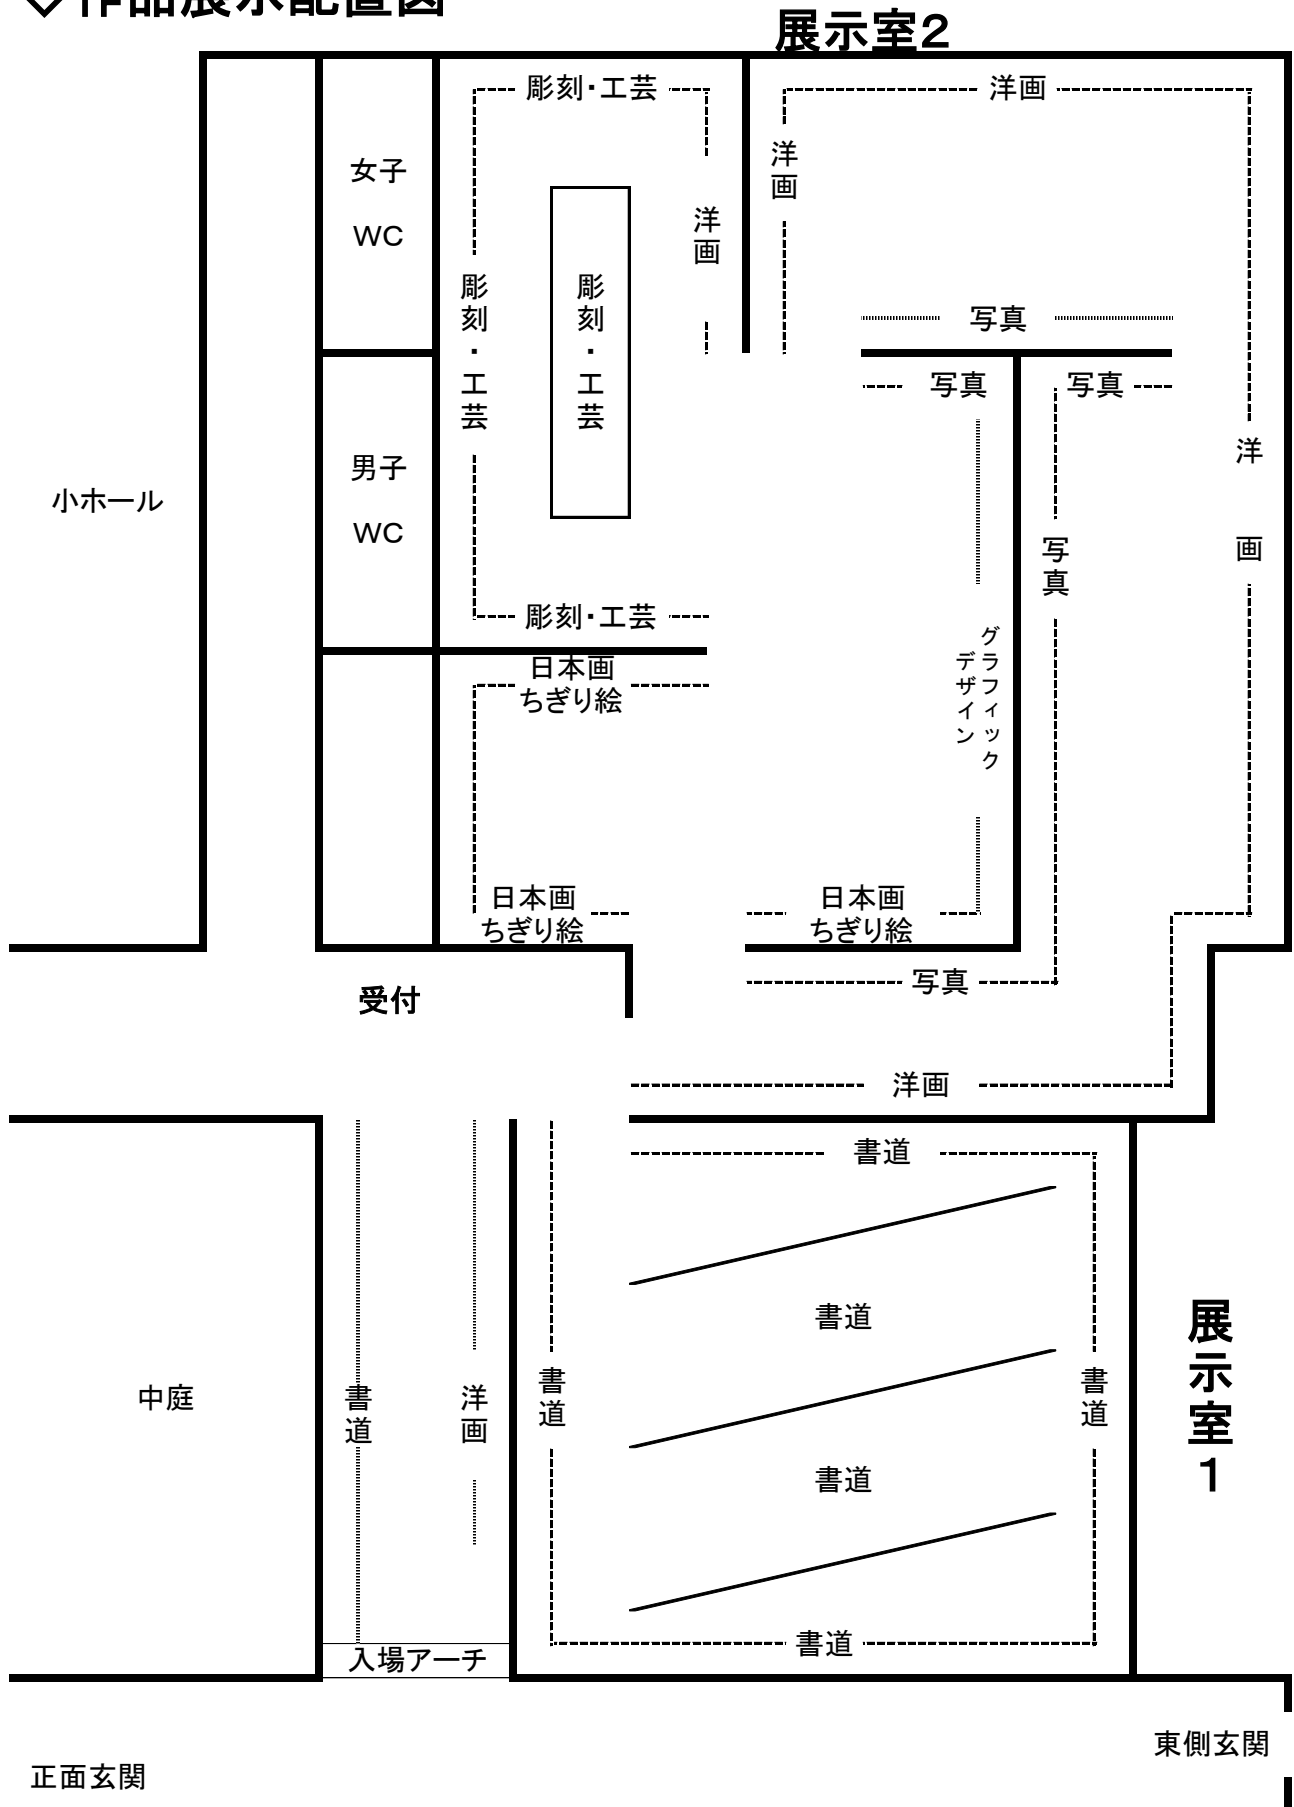 ◇作品展示配置図
展示室2
彫刻・工芸
洋画
洋画
女子
WC
洋画
彫刻・工芸
彫刻・工芸
写真
写真
写真
洋画
男子
WC
小ホール
写真
彫刻・工芸
グラフィック
デザイン
日本画
ちぎり絵
日本画
ちぎり絵
日本画
ちぎり絵
受付
写真
洋画
書道
展示室1
書道
中庭
書道
洋画
書道
書道
書道
書道
入場アーチ
東側玄関
正面玄関